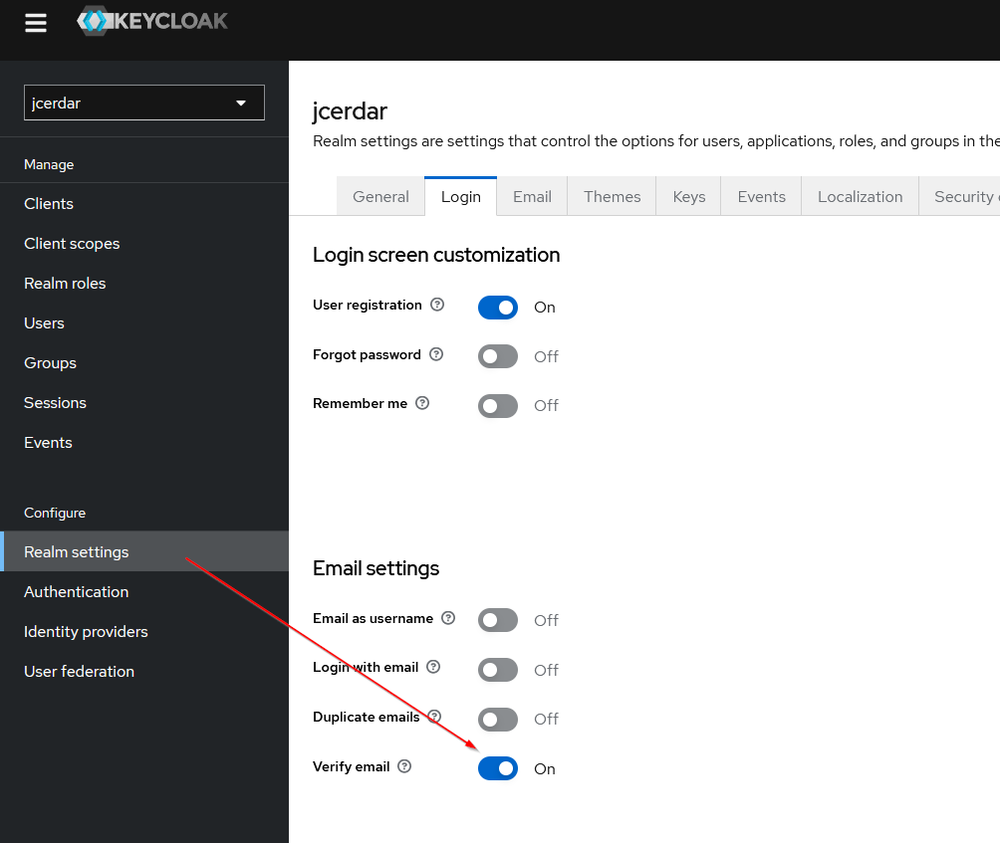 KEYCLOAK
jcerdar
Manage
Clients
Client scopes
Realm roles
Users
Groups
Sessions
Events
Configure
Realm settings
Authentication
Identity providers
User federation
jcerdar
Realm settings are settings that control the options for users, applications, roles, and groups in the
General Login Email Themes Keys Events Localization Security
Login screen customization
User registration On
Forgot password Off
Remember me Off
Email settings
Email as username Off
Login with email Off
Duplicate emails Off
Verify email On